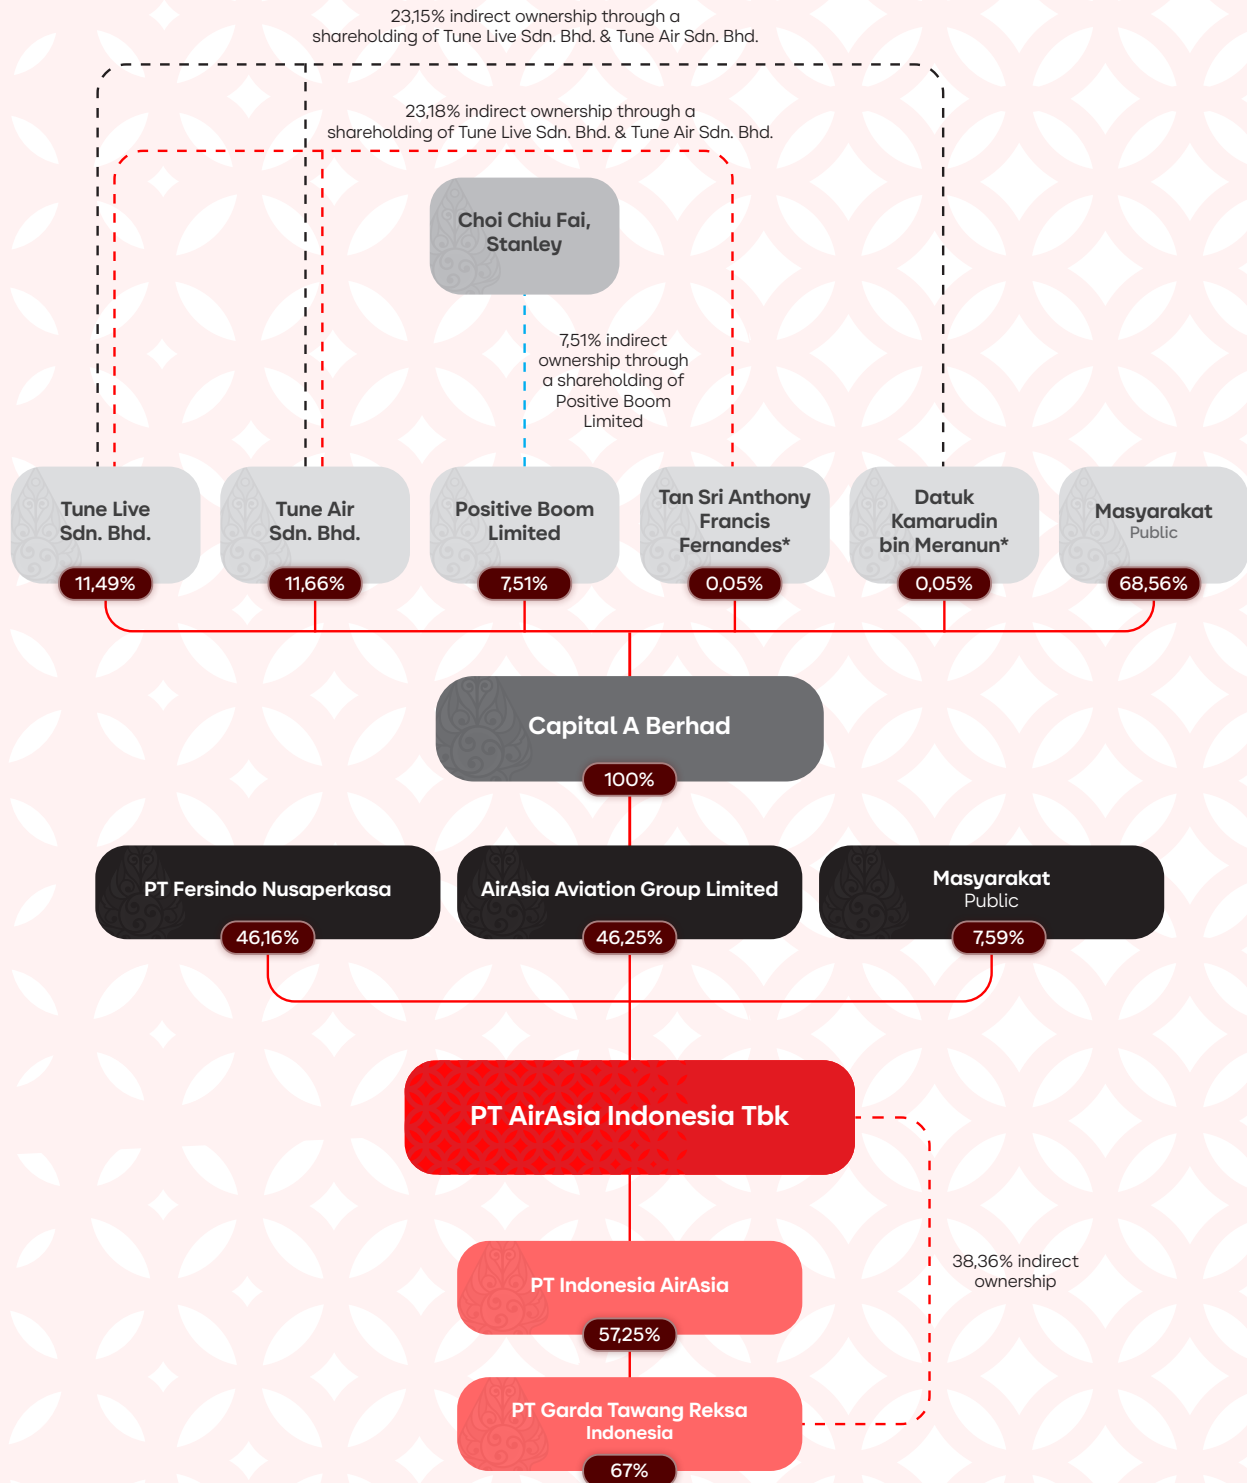 23,15% indirect ownership through a
shareholding of Tune Live Sdn. Bhd. & Tune Air Sdn. Bhd.
23,18% indirect ownership through a
shareholding of Tune Live Sdn. Bhd. & Tune Air Sdn. Bhd.
Choi Chiu Fai,
Stanley
7,51% indirect
ownership through
a shareholding of
Positive Boom
Limited
Tune Live
Sdn. Bhd.
11,49%
Tune Air
Sdn. Bhd.
11,66%
Positive Boom
Limited
7,51%
Tan Sri Anthony
Francis
Fernandes*
0,05%
Datuk
Kamarudin
bin Meranun*
0,05%
Masyarakat
Public
68,56%
Capital A Berhad
100%
PT Fersindo Nusaperkasa
46,16%
AirAsia Aviation Group Limited
46,25%
Masyarakat
Public
7,59%
PT AirAsia Indonesia Tbk
38,36% indirect
ownership
PT Indonesia AirAsia
57,25%
PT Garda Tawang Reksa
Indonesia
67%